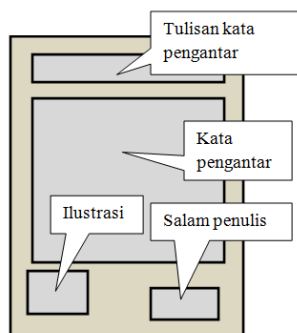 Tulisan kata
pengantar
Kata
pengantar
Ilustrasi
Salam penulis